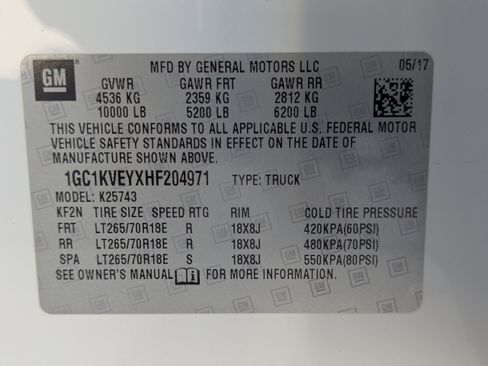 GM
MFD BY GENERAL MOTORS LLC 05/17
GVWR GAWR FRT GAWR RR
4536 KG 2359 KG 2812 KG
10000 LB 5200 LB 6200 LB
THIS VEHICLE CONFORMS TO ALL APPLICABLE U.S. FEDERAL MOTOR
VEHICLE SAFETY STANDARDS IN EFFECT ON THE DATE OF
MANUFACTURE SHOWN ABOVE.
1GC1KVEYXHF204971 TYPE: TRUCK
MODEL: K25743
KF2N TIRE SIZE SPEED RTG RIM COLD TIRE PRESSURE
FRT LT265/70R18E R 18X8J 420KPA(60PSI)
RR LT265/70R18E R 18X8J 480KPA(70PSI)
SPA LT265/70R18E S 18X8J 550KPA(80PSI)
SEE OWNER'S MANUAL FOR MORE INFORMATION.